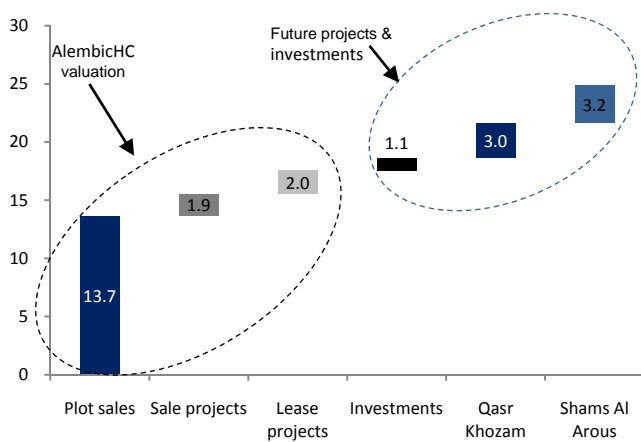 30
25
20
15
10
5
0
AlembicHC
valuation
Future projects &
investments
13.7
1.9
2.0
1.1
3.0
3.2
Plot sales
Sale projects
Lease
projects
Investments
Qasr
Khozam
Shams Al
Arous